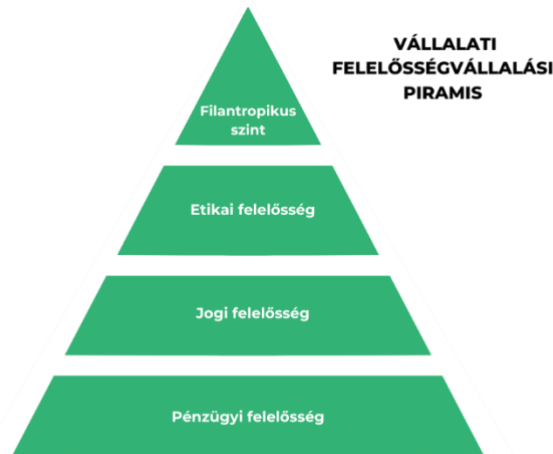 VÁLLALATI
FELELŐSSÉGVÁLLALÁSI
PIRAMIS
Filantropikus
szint
Etikai felelősség
Jogi felelősség
Pénzügyi felelősség